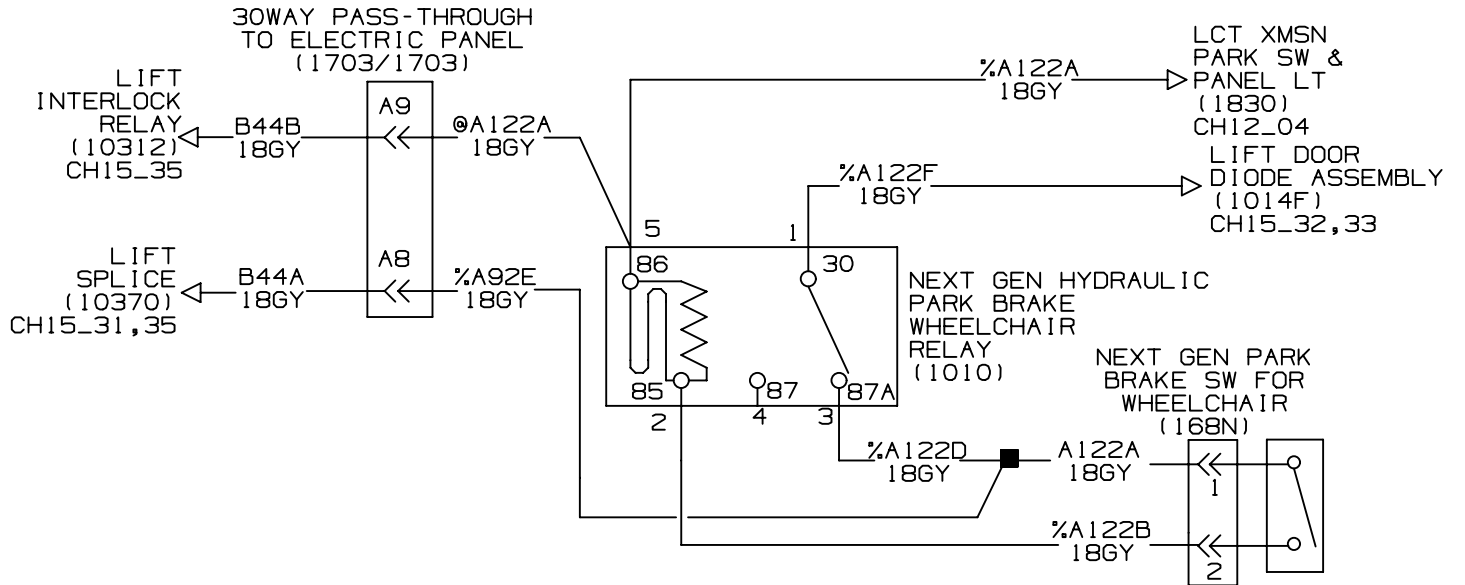 30WAY PASS-THROUGH
TO ELECTRIC PANEL
(1703/1703)
LIFT
INTERLOCK
RELAY
(10312)
CH15_35
B44B
18GY
A9
@A122A
18GY
%A122A
18GY
LCT XMSN
PARK SW &
PANEL LT
(1830)
CH12_04
%A122F
18GY
LIFT DOOR
DIODE ASSEMBLY
(1014F)
CH15_32,33
LIFT
SPLICE
(10370)
CH15_31,35
B44A
18GY
A8
%A92E
18GY
5
1
86
30
85
87
87A
2
4
3
NEXT GEN HYDRAULIC
PARK BRAKE
WHEELCHAIR
RELAY
(1010)
NEXT GEN PARK
BRAKE SW FOR
WHEELCHAIR
(168N)
%A122D
18GY
A122A
18GY
1
%A122B
18GY
2